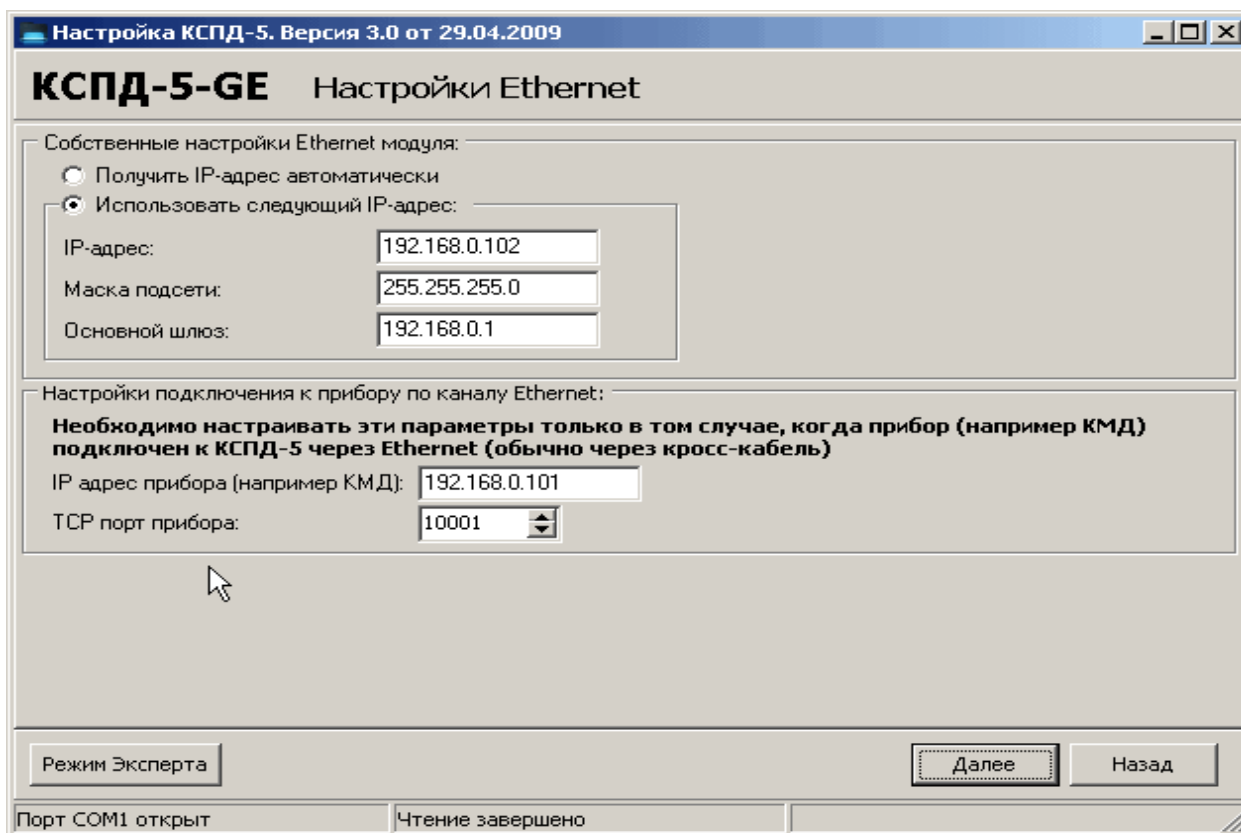 Настройка КСПД-5. Версия 3.0 от 29.04.2009
КСПД-5-GE Настройки Ethernet
Собственные настройки Ethernet модуля:
Получить IP-адрес автоматически
Использовать следующий IP-адрес:
IP-адрес: 192.168.0.102
Маска подсети: 255.255.255.0
Основной шлюз: 192.168.0.1
Настройки подключения к прибору по каналу Ethernet:
Необходимо настраивать эти параметры только в том случае, когда прибор (например КМД)
подключен к КСПД-5 через Ethernet (обычно через кросс-кабель)
IP адрес прибора (например КМД): 192.168.0.101
TCP порт прибора: 10001
Режим Эксперта Далее Назад
Порт COM1 открыт Чтение завершено